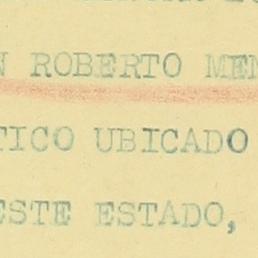 N ROBERTO MEN
TICO UBICADO
ESTE ESTADO,